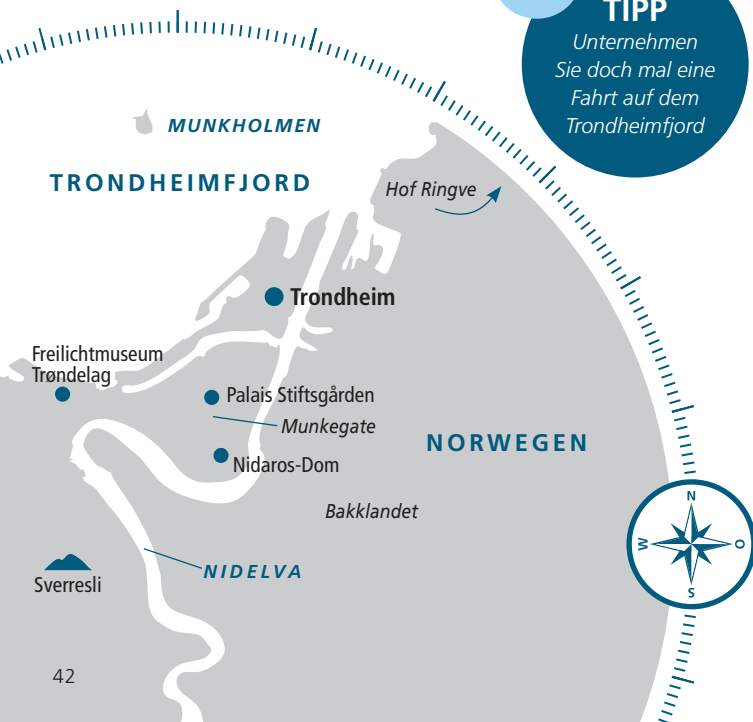 TIPP
Unternehmen
Sie doch mal eine
Fahrt auf dem
Trondheimfjord
MUNKHOLMEN
TRONDHEIMFJORD
Hof Ringve
Trondheim
Freilichtmuseum
Trøndelag
Palais Stiftsgården
Munkegate
NORWEGEN
Nidaros-Dom
Bakklandet
N
W
O
S
NIDELVA
Sverresli
42